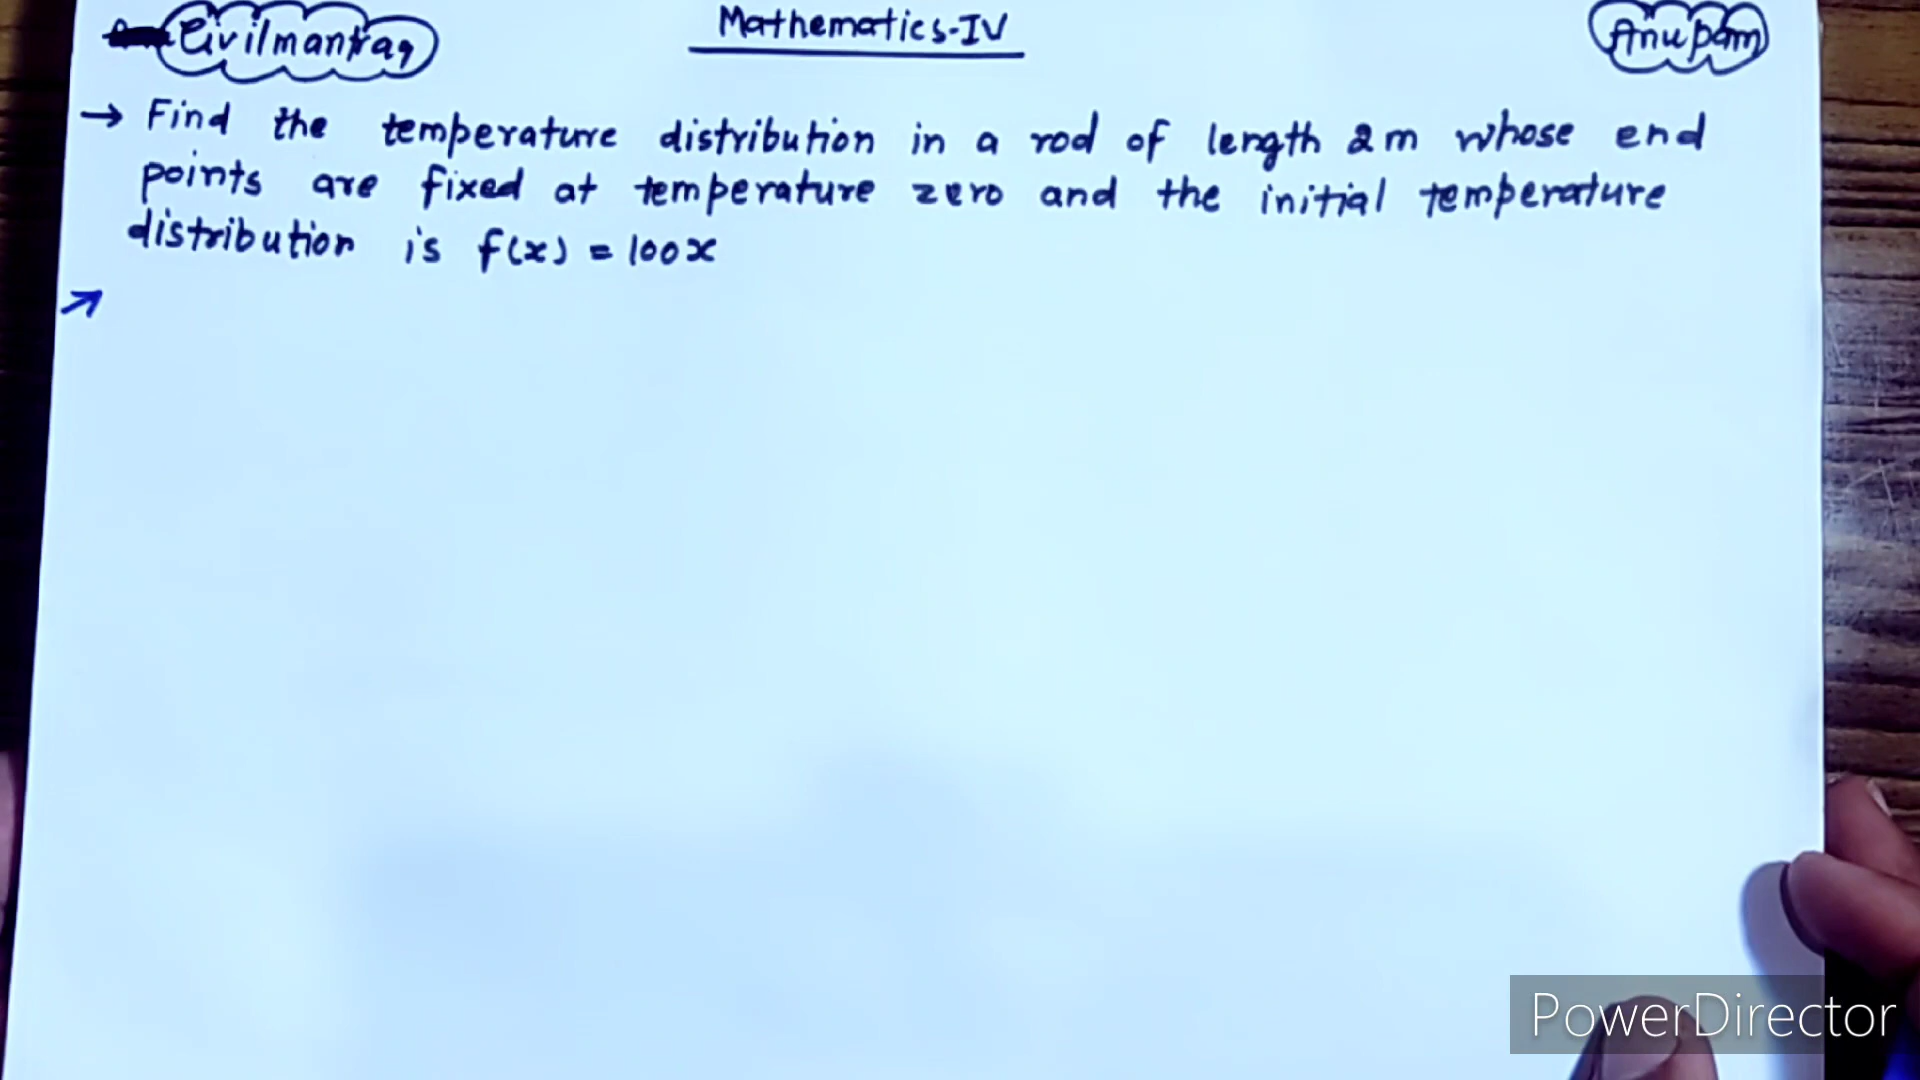 Civilmantraq
Mathematics-IV
Anupam
→ Find the temperature distribution in a rod of length 2m whose end
points are fixed at temperature zero and the initial temperature
distribution is f(x) = 100x
→
PowerDirector